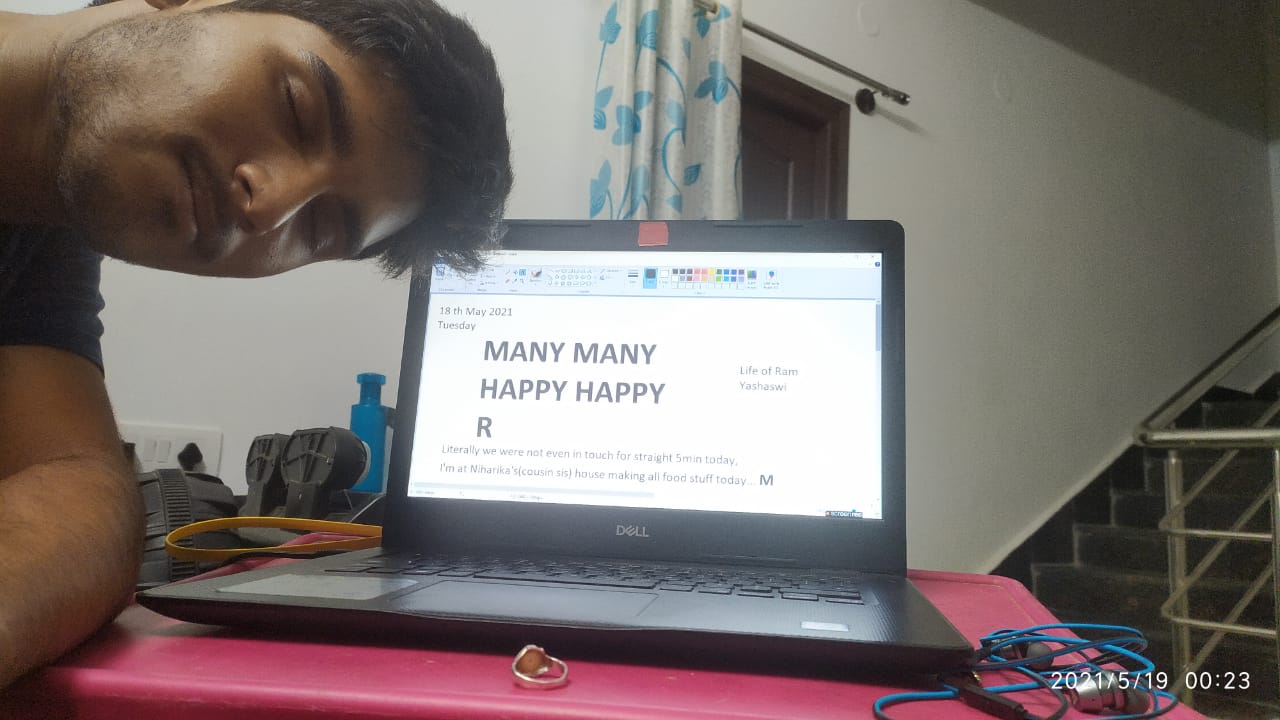 18 th May 2021
Tuesday
MANY MANY
HAPPY HAPPY
R
Life of Ram
Yashaswi
Literally we were not even in touch for straight 5min today,
I'm at Niharika's(cousin sis) house making all food stuff today... M
DELL
2021/5/19 00:23